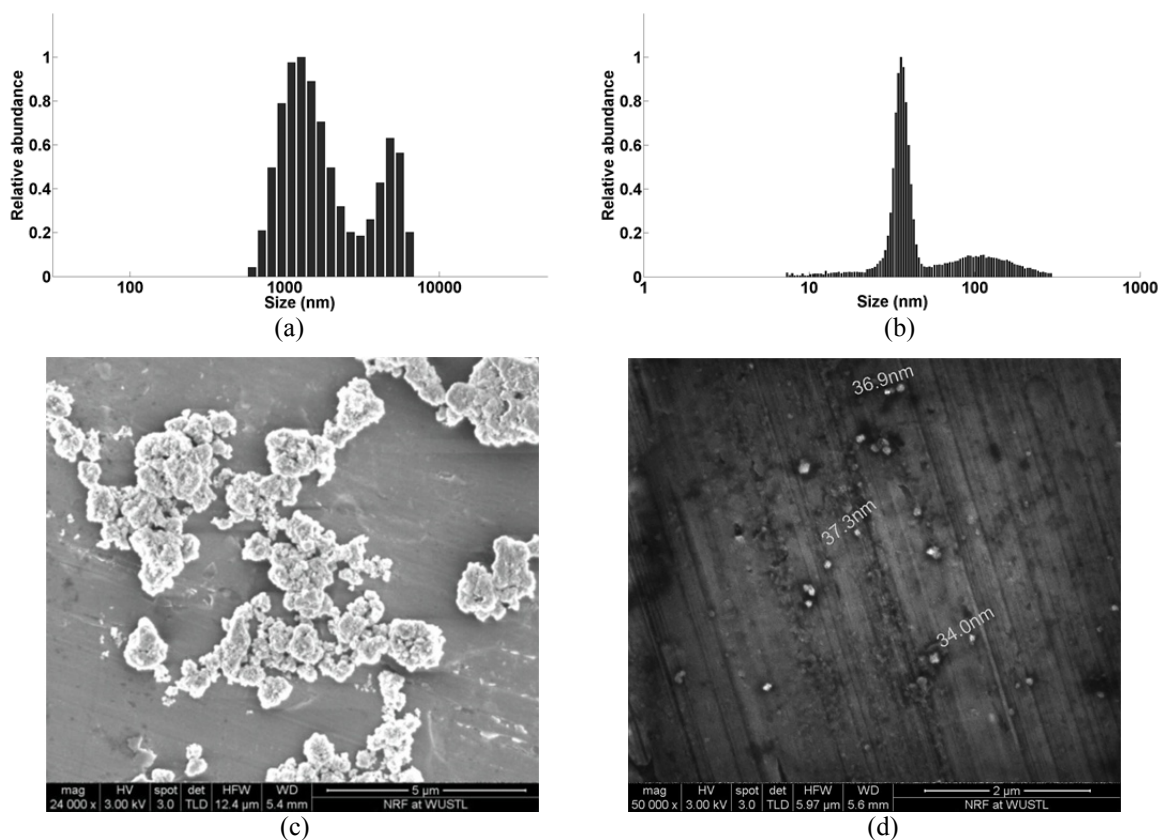 Relative abundance
1
0.8
0.6
0.4
0.2
0
100 1000 10000
Size (nm)
(a)
Relative abundance
1
0.8
0.6
0.4
0.2
0
1 10 100 1000
Size (nm)
(b)
mag HV spot det HFW WD 5 µm
24 000 x 3.00 kV 3.0 TLD 12.4 µm 5.4 mm NRF at WUSTL
(c)
36.9nm
37.3nm
34.0nm
mag HV spot det HFW WD 2 µm
50 000 x 3.00 kV 3.0 TLD 5.97 µm 5.6 mm NRF at WUSTL
(d)